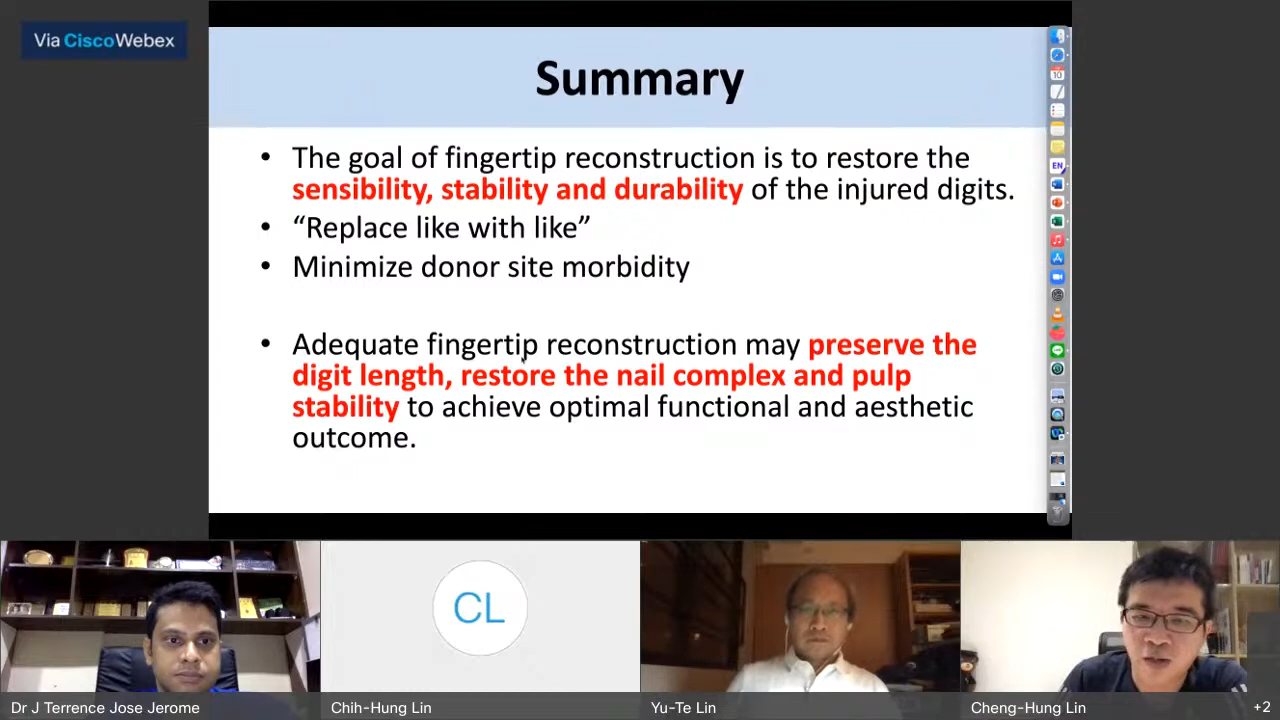 Via CiscoWebex
Summary
• The goal of fingertip reconstruction is to restore the
sensibility, stability and durability of the injured digits.
• “Replace like with like”
• Minimize donor site morbidity
• Adequate fingertip reconstruction may preserve the
digit length, restore the nail complex and pulp
stability to achieve optimal functional and aesthetic
outcome.
10
EN
CL
Dr J Terrence Jose Jerome
Chih-Hung Lin
Yu-Te Lin
Cheng-Hung Lin
+2